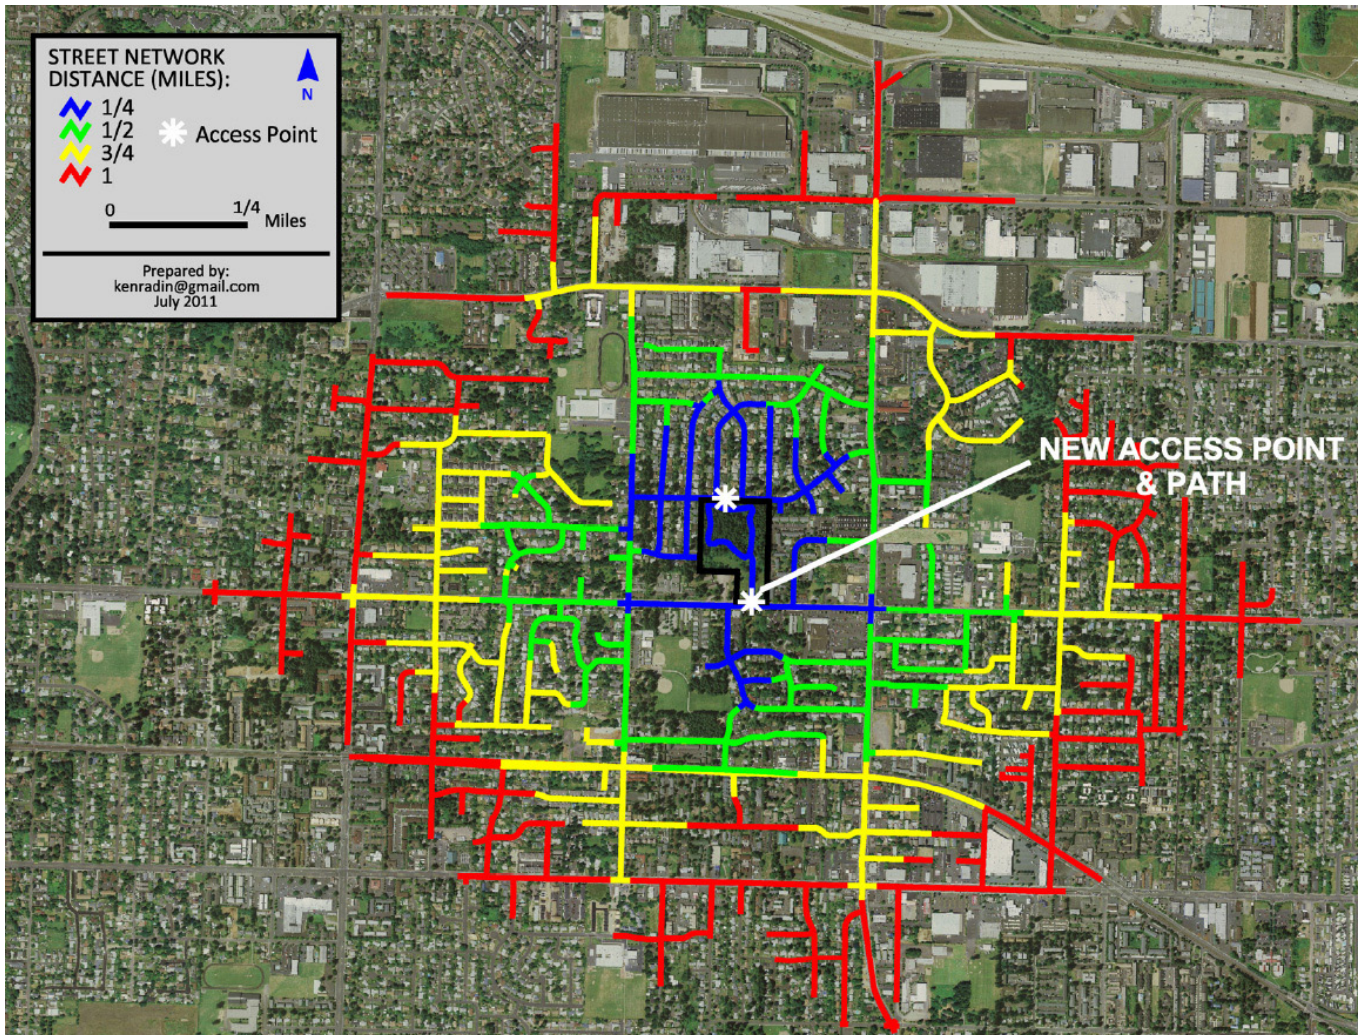 STREET NETWORK
DISTANCE (MILES):
N
1/4
1/2
3/4
1
Access Point
0 1/4 Miles
Prepared by:
kenradin@gmail.com
July 2011
NEW ACCESS POINT
& PATH